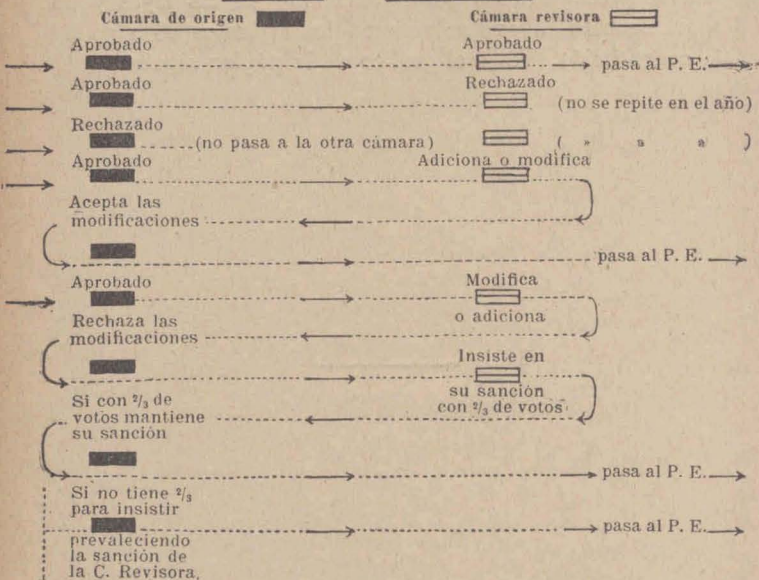 Cámara de origen Cámara revisora
Aprobado Aprobado
pasa al P. E.
Aprobado Rechazado
(no se repite en el año)
Rechazado
(no pasa a la otra cámara) ( » » » )
Aprobado Adiciona o modifica
Acepta las
modificaciones
pasa al P. E.
Aprobado Modifica
o adiciona
Rechaza las
modificaciones
Insiste en
su sanción
con 2/3 de votos
Si con 2/3 de
votos mantiene
su sanción
pasa al P. E.
Si no tiene 2/3
para insistir
pasa al P. E.
prevaleciendo
la sanción de
la C. Revisora,